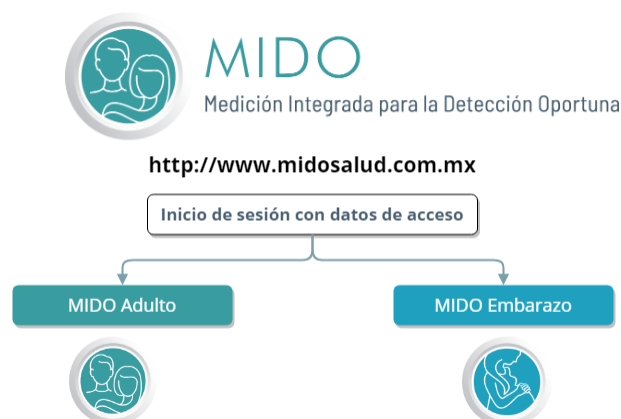 MIDO
Medición Integrada para la Detección Oportuna
http://www.midosalud.com.mx
Inicio de sesión con datos de acceso
MIDO Adulto
MIDO Embarazo